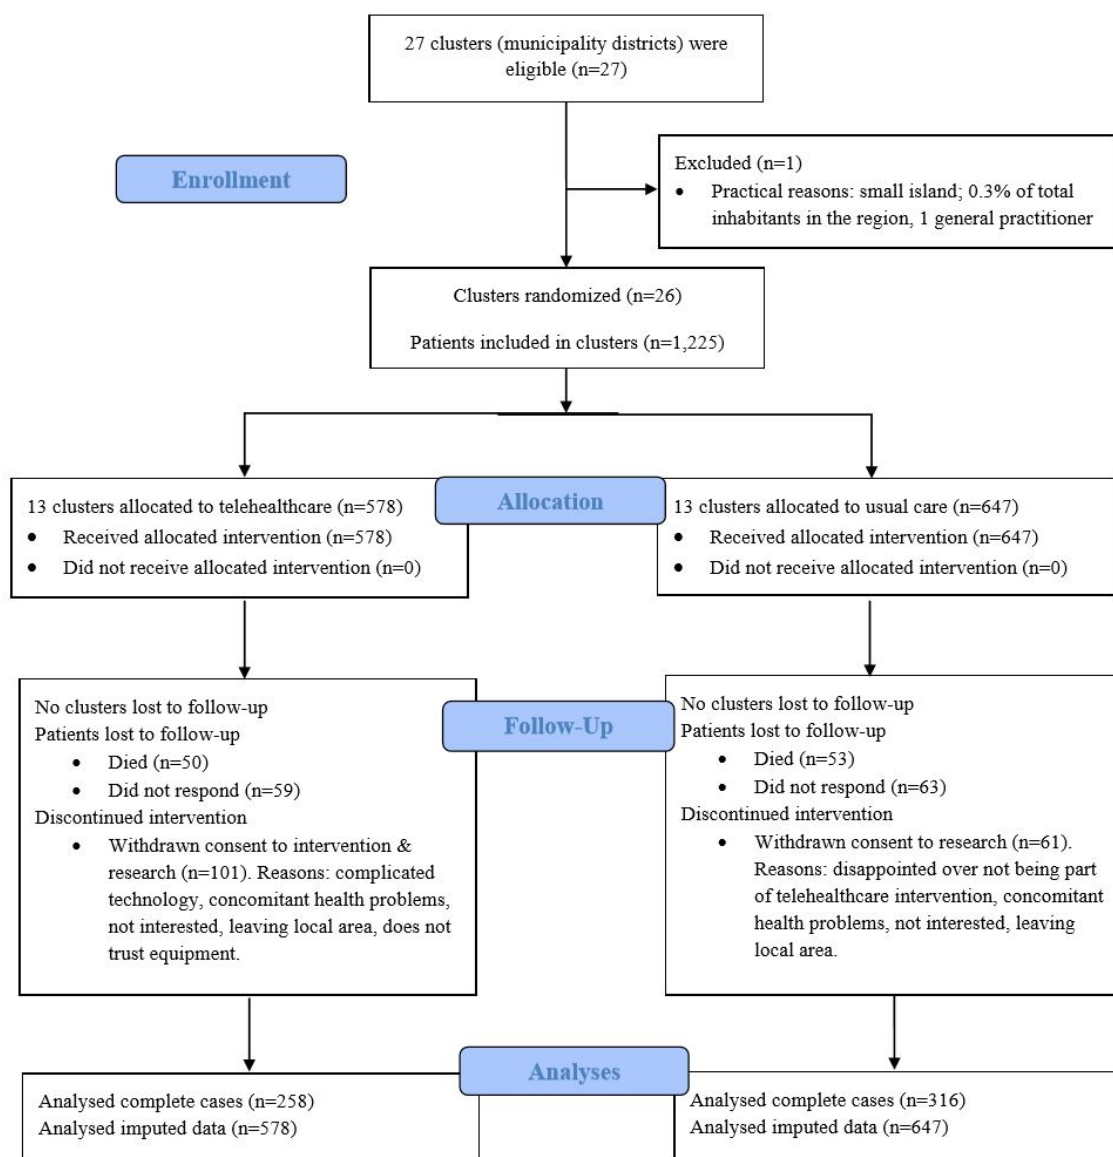 27 clusters (municipality districts) were
eligible (n=27)
Enrollment
Excluded (n=1)
• Practical reasons: small island; 0.3% of total
inhabitants in the region, 1 general practitioner
Clusters randomized (n=26)
Patients included in clusters (n=1,225)
Allocation
13 clusters allocated to telehealthcare (n=578)
• Received allocated intervention (n=578)
• Did not receive allocated intervention (n=0)
13 clusters allocated to usual care (n=647)
• Received allocated intervention (n=647)
• Did not receive allocated intervention (n=0)
Follow-Up
No clusters lost to follow-up
Patients lost to follow-up
• Died (n=50)
• Did not respond (n=59)
Discontinued intervention
• Withdrawn consent to intervention &
research (n=101). Reasons: complicated
technology, concomitant health problems,
not interested, leaving local area, does not
trust equipment.
No clusters lost to follow-up
Patients lost to follow-up
• Died (n=53)
• Did not respond (n=63)
Discontinued intervention
• Withdrawn consent to research (n=61).
Reasons: disappointed over not being part
of telehealthcare intervention, concomitant
health problems, not interested, leaving
local area.
Analyses
Analysed complete cases (n=258)
Analysed imputed data (n=578)
Analysed complete cases (n=316)
Analysed imputed data (n=647)